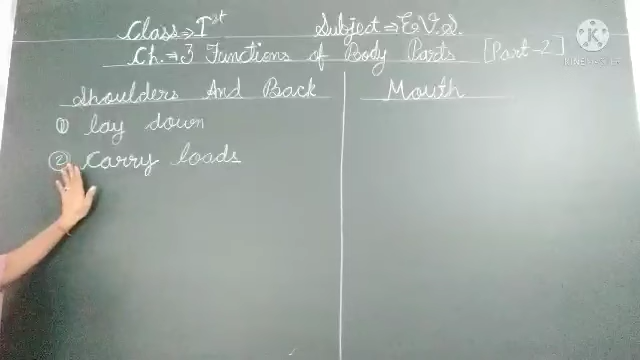 Class→Ist Subject⇒E.V.S.
Ch.→3 Functions of Body Parts [Part-2]
Shoulders And Back
① lay down
② carry loads
Mouth
K
KINEMASTER